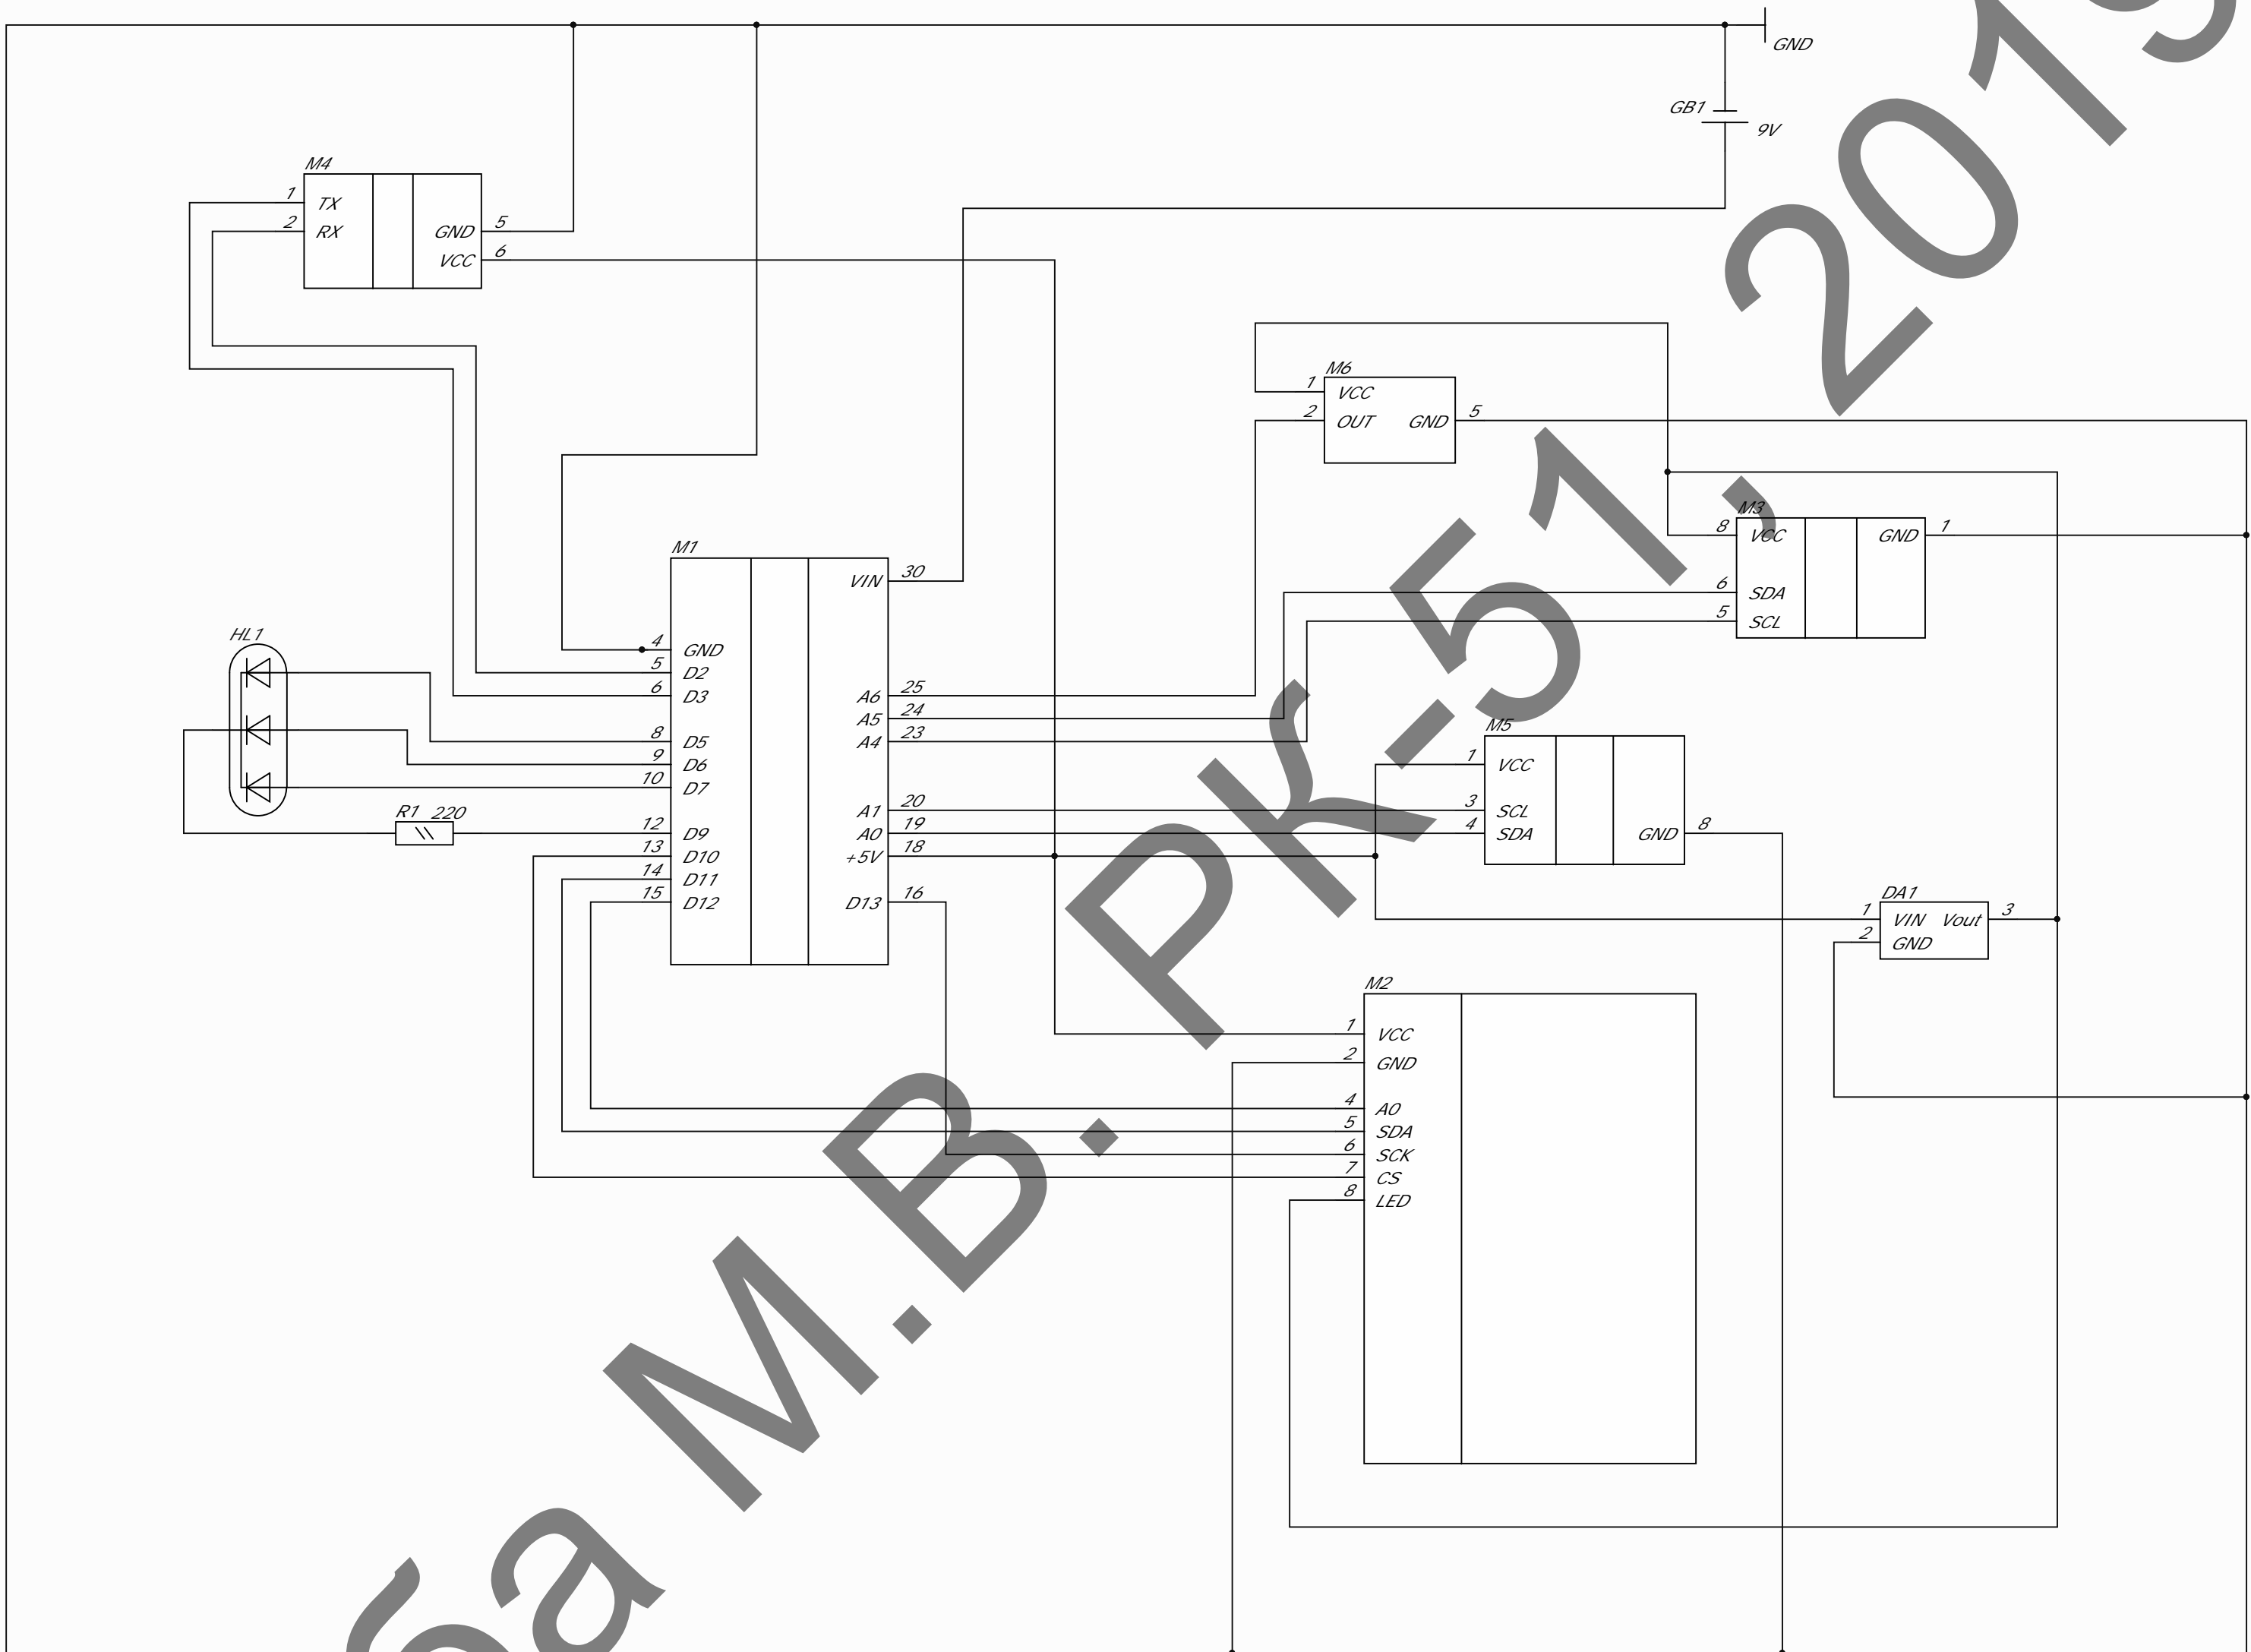 GND
GB1
9V
M4
1 TX
2 RX
GND 5
VCC 6
M6
1 VCC
2 OUT GND 5
M3
8 VCC GND 1
6 SDA
5 SCL
M1
VIN 30
4 GND
5 D2
6 D3
A6 25
A5 24
A4 23
8 D5
9 D6
10 D7
HL1
R1 220
12 D9
13 D10
14 D11
15 D12
A1 20
A0 19
+5V 18
D13 16
M5
1 VCC
3 SCL
4 SDA GND 8
DA1
1 VIN Vout 3
2 GND
M2
1 VCC
2 GND
4 A0
5 SDA
6 SCK
7 CS
8 LED
ба М.В. РК-51, 2019